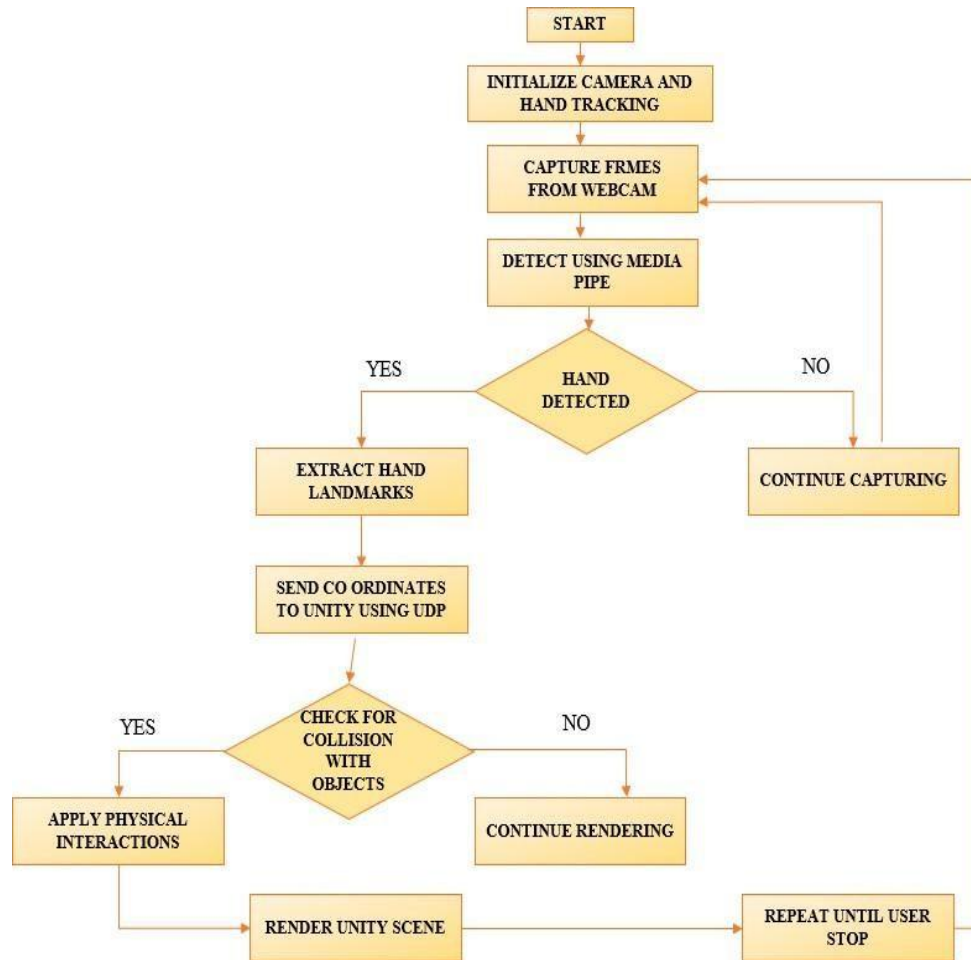 START
INITIALIZE CAMERA AND
HAND TRACKING
CAPTURE FRMES
FROM WEBCAM
DETECT USING MEDIA
PIPE
YES
HAND
DETECTED
NO
EXTRACT HAND
LANDMARKS
CONTINUE CAPTURING
SEND CO ORDINATES
TO UNITY USING UDP
YES
CHECK FOR
COLLISION
WITH
OBJECTS
NO
APPLY PHYSICAL
INTERACTIONS
CONTINUE RENDERING
RENDER UNITY SCENE
REPEAT UNTIL USER
STOP